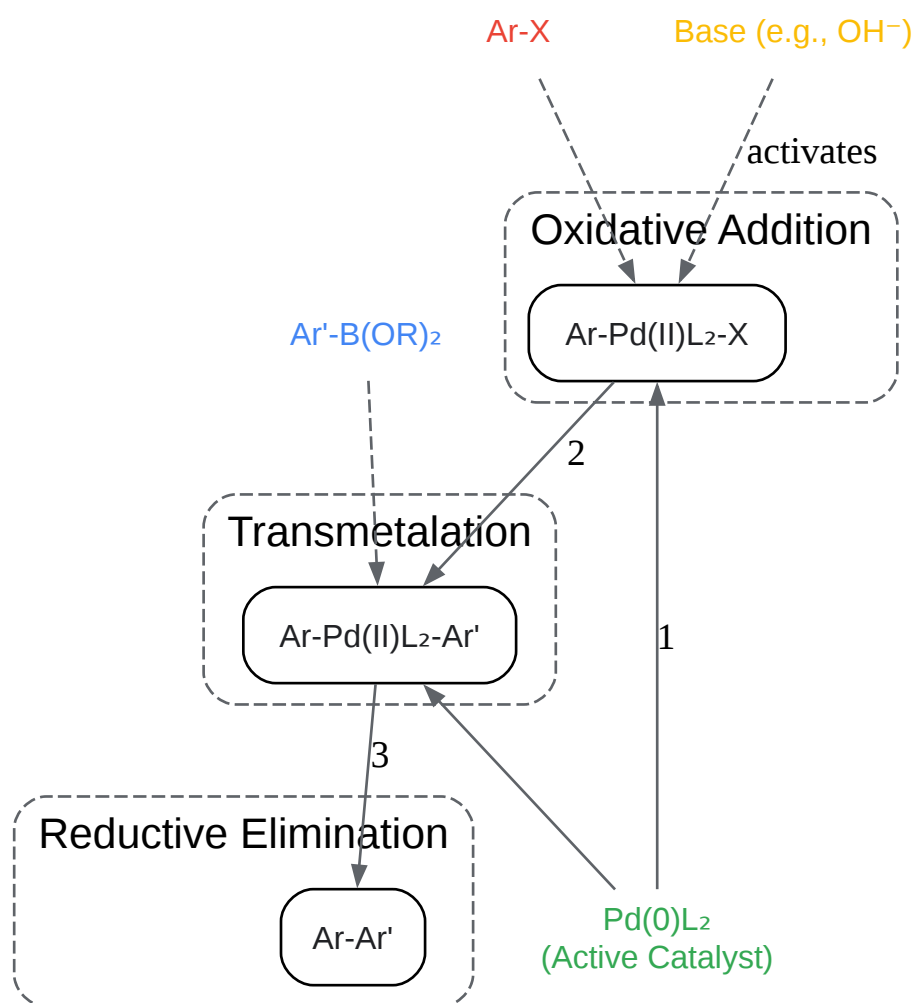 Ar-X
Base (e.g., OH⁻)
activates
Oxidative Addition
Ar-Pd(II)L₂-X
Ar'-B(OR)₂
2
Transmetalation
Ar-Pd(II)L₂-Ar'
1
3
Reductive Elimination
Ar-Ar'
Pd(0)L₂
(Active Catalyst)